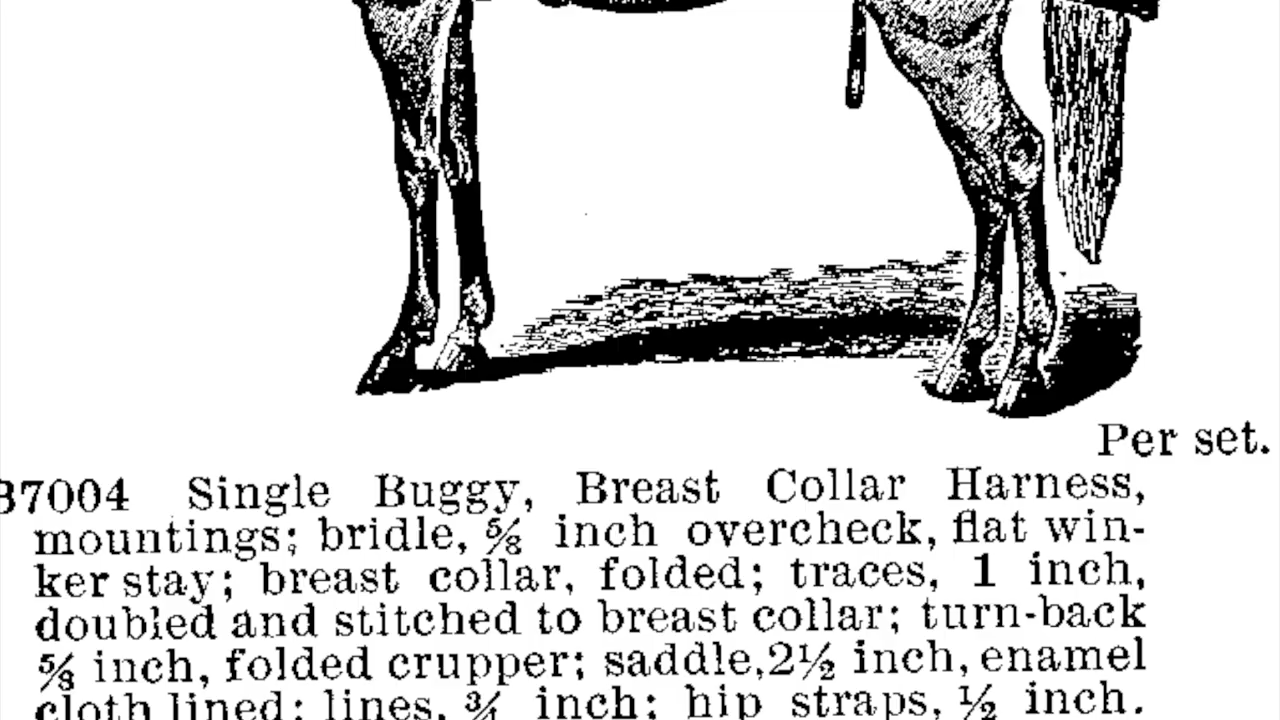 Per set.
37004 Single Buggy, Breast Collar Harness,
mountings; bridle, ⅝ inch overcheck, flat win-
ker stay; breast collar, folded; traces, 1 inch,
doubled and stitched to breast collar; turn-back
⅝ inch, folded crupper; saddle,2½ inch, enamel
cloth lined; lines, ¾ inch; hip straps, ½ inch.